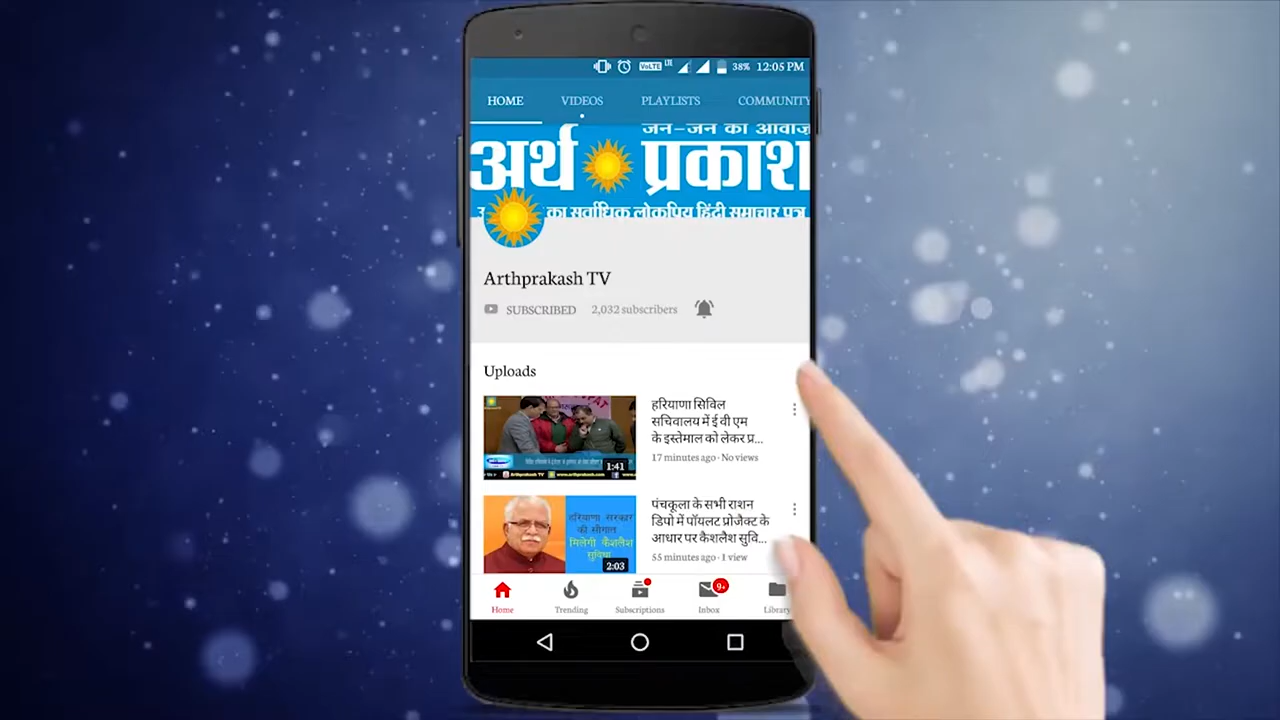 VoLTE LTE 38% 12:05 PM
HOME VIDEOS PLAYLISTS COMMUNITY
जन-जन का आवाज़
अर्थ प्रकाश
का सर्वाधिक लोकप्रिय हिंदी समाचार पत्र
Arthprakash TV
SUBSCRIBED 2,032 subscribers
Uploads
हरियाणा सिविल
सचिवालय में ई वी एम
के इस्तेमाल को लेकर प्र...
17 minutes ago · No views
1:41
Arthprakash TV
पंचकूला के सभी राशन
डिपो में पॉयलट प्रोजैक्ट के
आधार पर कैशलैश सुवि...
55 minutes ago · 1 view
हरियाणा सरकार
की सौगात
मिलेगी कैशलैश
सुविधा
2:03
Home Trending Subscriptions Inbox 9+ Library